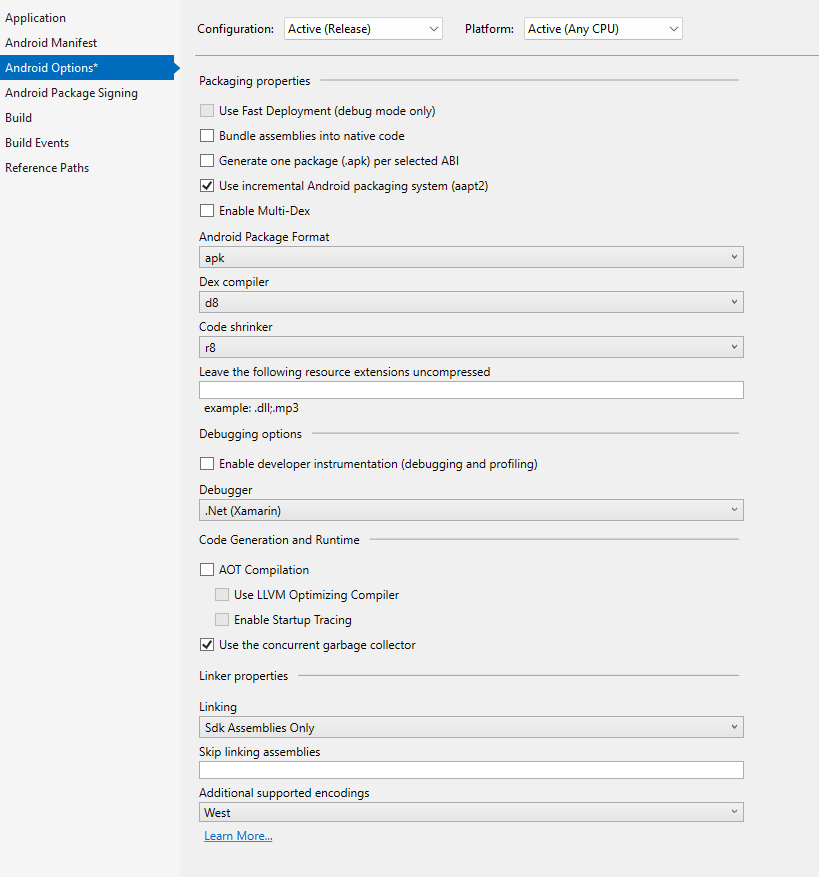 Application
Android Manifest
Android Options*
Android Package Signing
Build
Build Events
Reference Paths
Configuration: Active (Release) Platform: Active (Any CPU)
Packaging properties
Use Fast Deployment (debug mode only)
Bundle assemblies into native code
Generate one package (.apk) per selected ABI
Use incremental Android packaging system (aapt2)
Enable Multi-Dex
Android Package Format
apk
Dex compiler
d8
Code shrinker
r8
Leave the following resource extensions uncompressed
example: .dll;.mp3
Debugging options
Enable developer instrumentation (debugging and profiling)
Debugger
.Net (Xamarin)
Code Generation and Runtime
AOT Compilation
Use LLVM Optimizing Compiler
Enable Startup Tracing
Use the concurrent garbage collector
Linker properties
Linking
Sdk Assemblies Only
Skip linking assemblies
Additional supported encodings
West
Learn More...